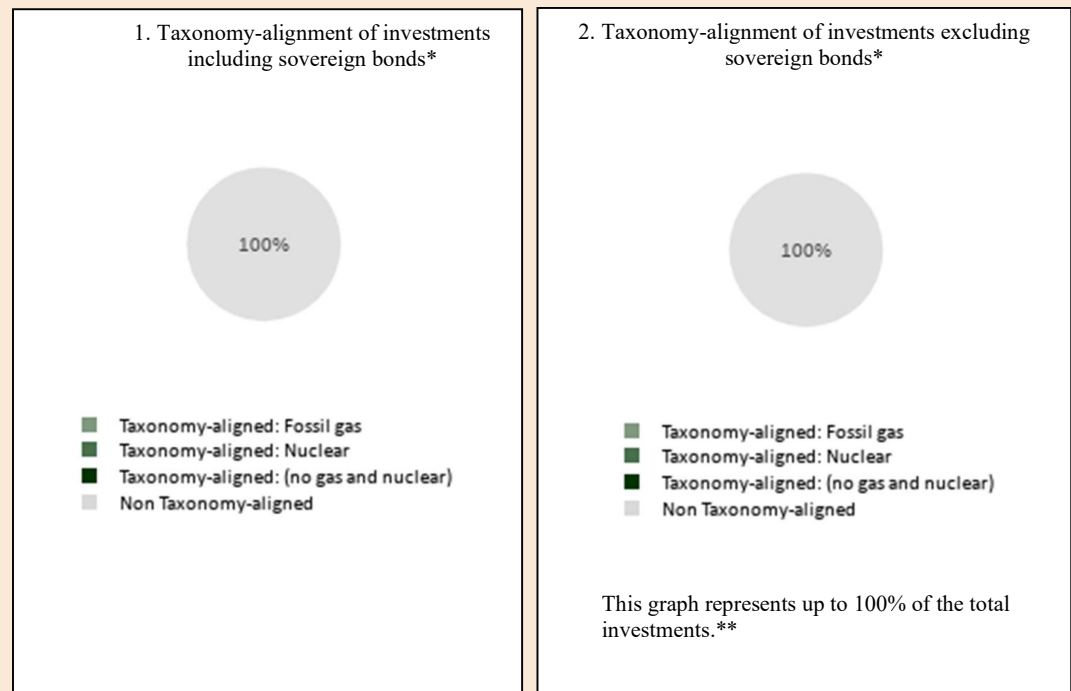 1. Taxonomy-alignment of investments
including sovereign bonds*
100%
Taxonomy-aligned: Fossil gas
Taxonomy-aligned: Nuclear
Taxonomy-aligned: (no gas and nuclear)
Non Taxonomy-aligned
2. Taxonomy-alignment of investments excluding
sovereign bonds*
100%
Taxonomy-aligned: Fossil gas
Taxonomy-aligned: Nuclear
Taxonomy-aligned: (no gas and nuclear)
Non Taxonomy-aligned
This graph represents up to 100% of the total
investments.**